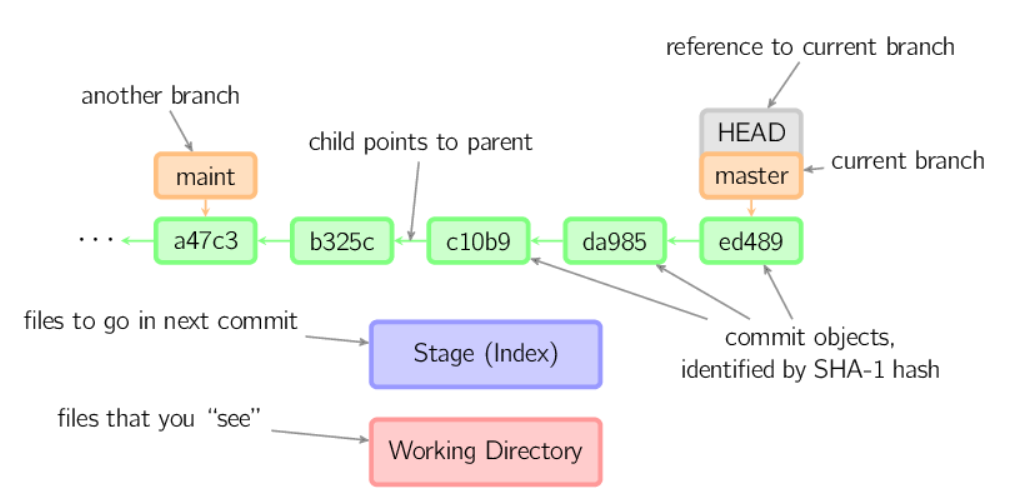 reference to current branch
another branch
HEAD
child points to parent
current branch
maint
master
··· a47c3 b325c c10b9 da985 ed489
files to go in next commit
commit objects,
identified by SHA-1 hash
Stage (Index)
files that you “see”
Working Directory